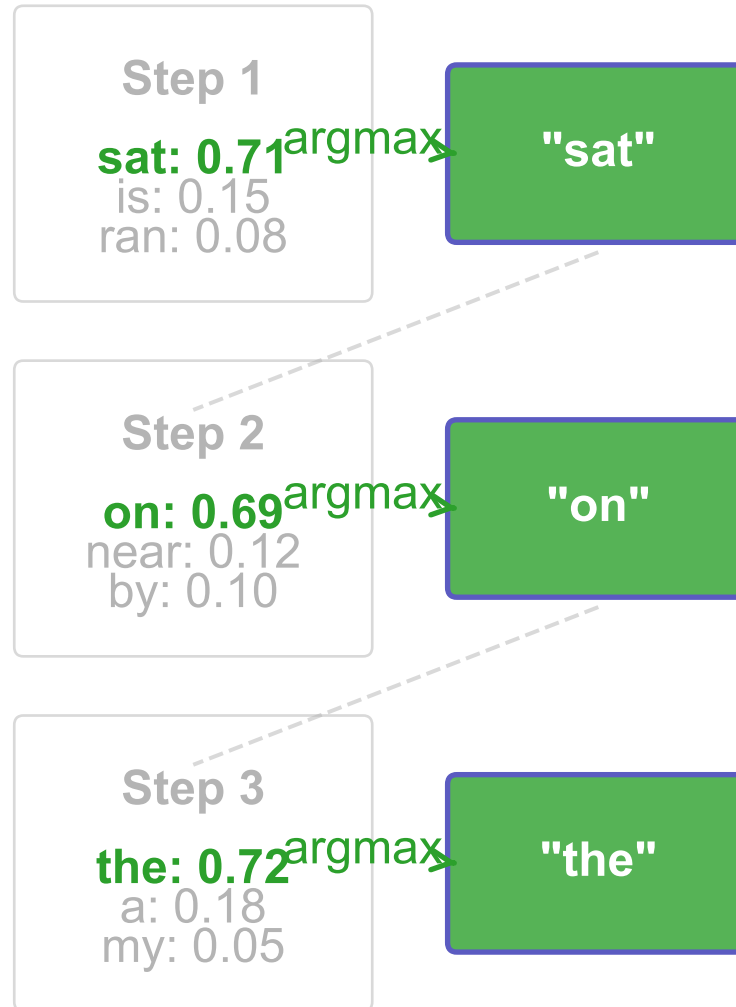 Step 1
sat: 0.71
argmax
"sat"
is: 0.15
ran: 0.08
Step 2
on: 0.69
argmax
"on"
near: 0.12
by: 0.10
Step 3
the: 0.72
argmax
"the"
a: 0.18
my: 0.05